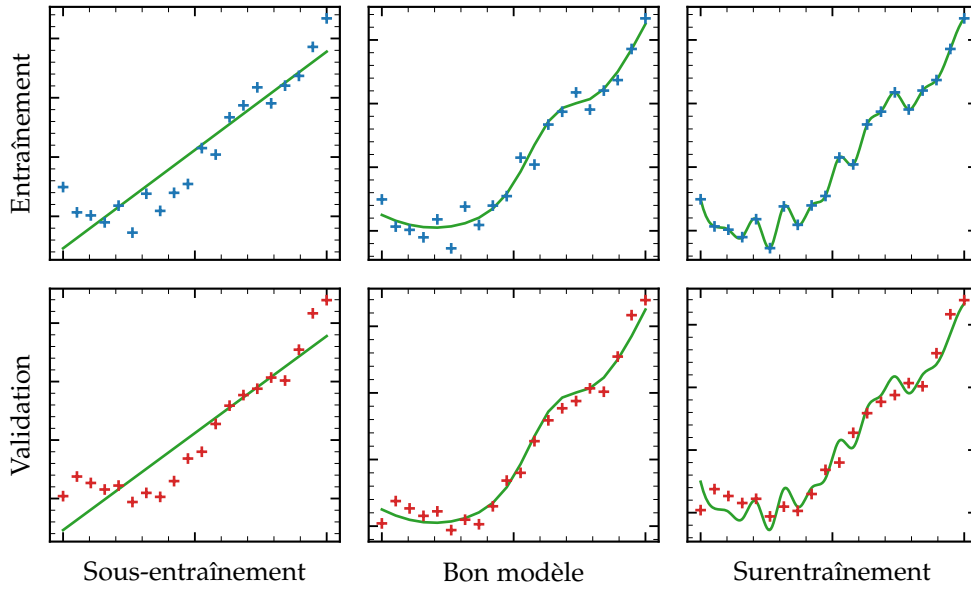 Entraînement
Validation
Sous-entraînement
Bon modèle
Surentraînement